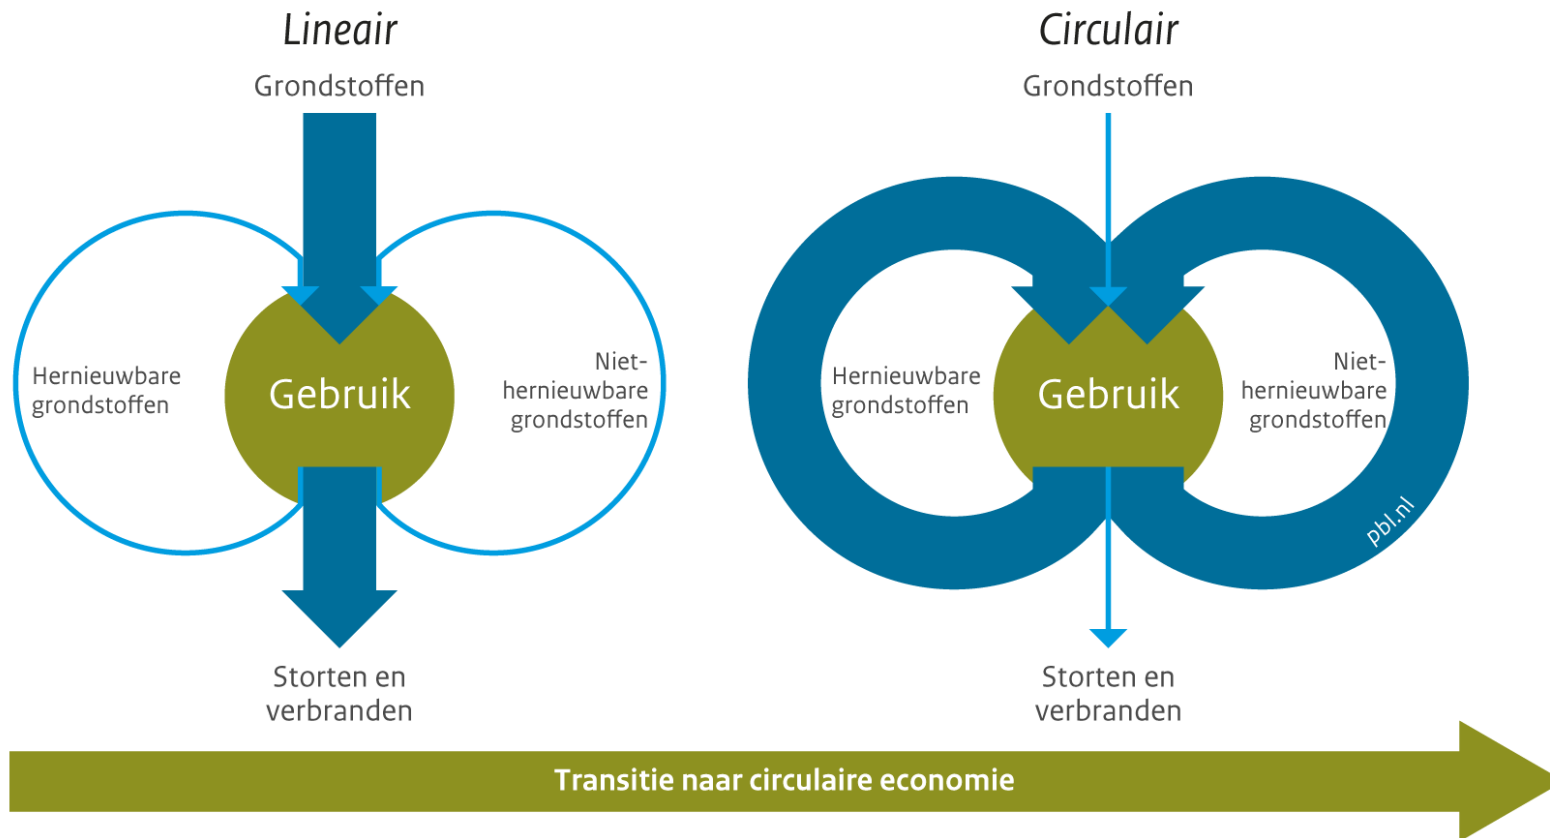 Lineair
Grondstoffen
Hernieuwbare
grondstoffen
Gebruik
Niet-
hernieuwbare
grondstoffen
Storten en
verbranden
Circulair
Grondstoffen
Hernieuwbare
grondstoffen
Gebruik
Niet-
hernieuwbare
grondstoffen
pbl.nl
Storten en
verbranden
Transitie naar circulaire economie